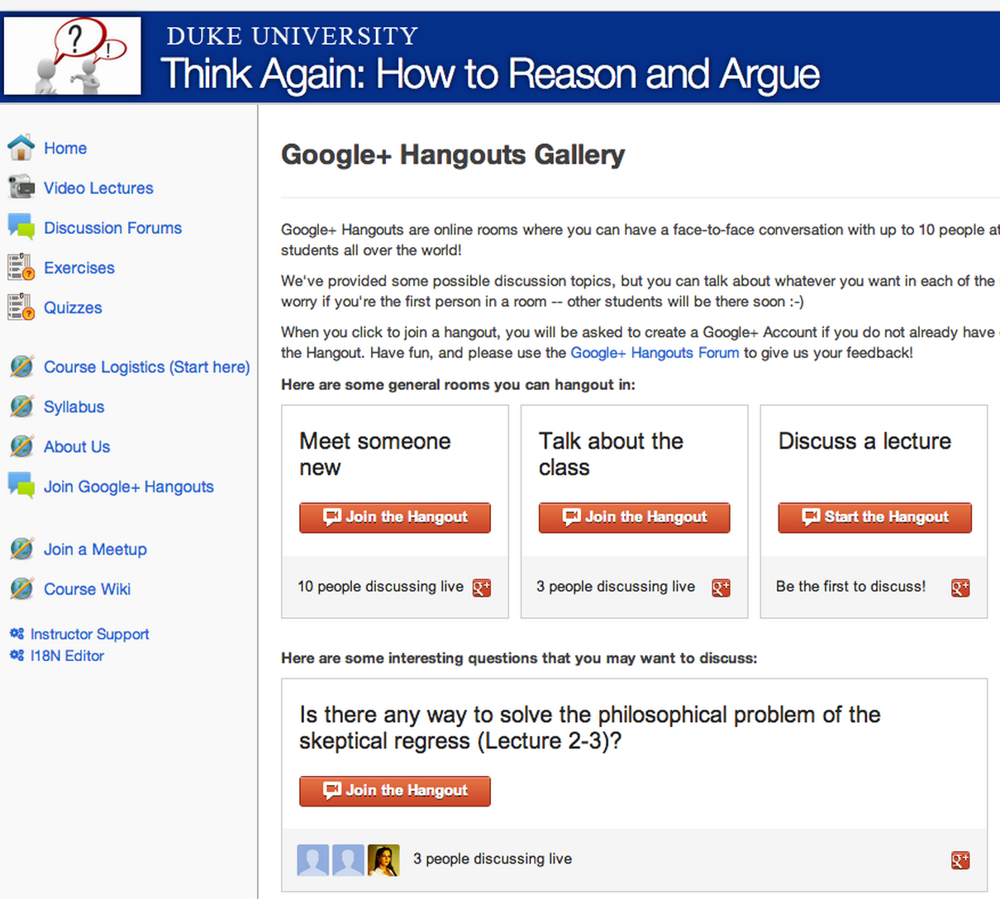 ? !
DUKE UNIVERSITY
Think Again: How to Reason and Argue
Home
Video Lectures
Discussion Forums
Exercises
Quizzes
Course Logistics (Start here)
Syllabus
About Us
Join Google+ Hangouts
Join a Meetup
Course Wiki
Instructor Support
I18N Editor
Google+ Hangouts Gallery
Google+ Hangouts are online rooms where you can have a face-to-face conversation with up to 10 people at
students all over the world!
We've provided some possible discussion topics, but you can talk about whatever you want in each of the
worry if you're the first person in a room -- other students will be there soon :-)
When you click to join a hangout, you will be asked to create a Google+ Account if you do not already have
the Hangout. Have fun, and please use the Google+ Hangouts Forum to give us your feedback!
Here are some general rooms you can hangout in:
Meet someone
new
Join the Hangout
10 people discussing live g+
Talk about the
class
Join the Hangout
3 people discussing live g+
Discuss a lecture
Start the Hangout
Be the first to discuss! g+
Here are some interesting questions that you may want to discuss:
Is there any way to solve the philosophical problem of the
skeptical regress (Lecture 2-3)?
Join the Hangout
3 people discussing live g+